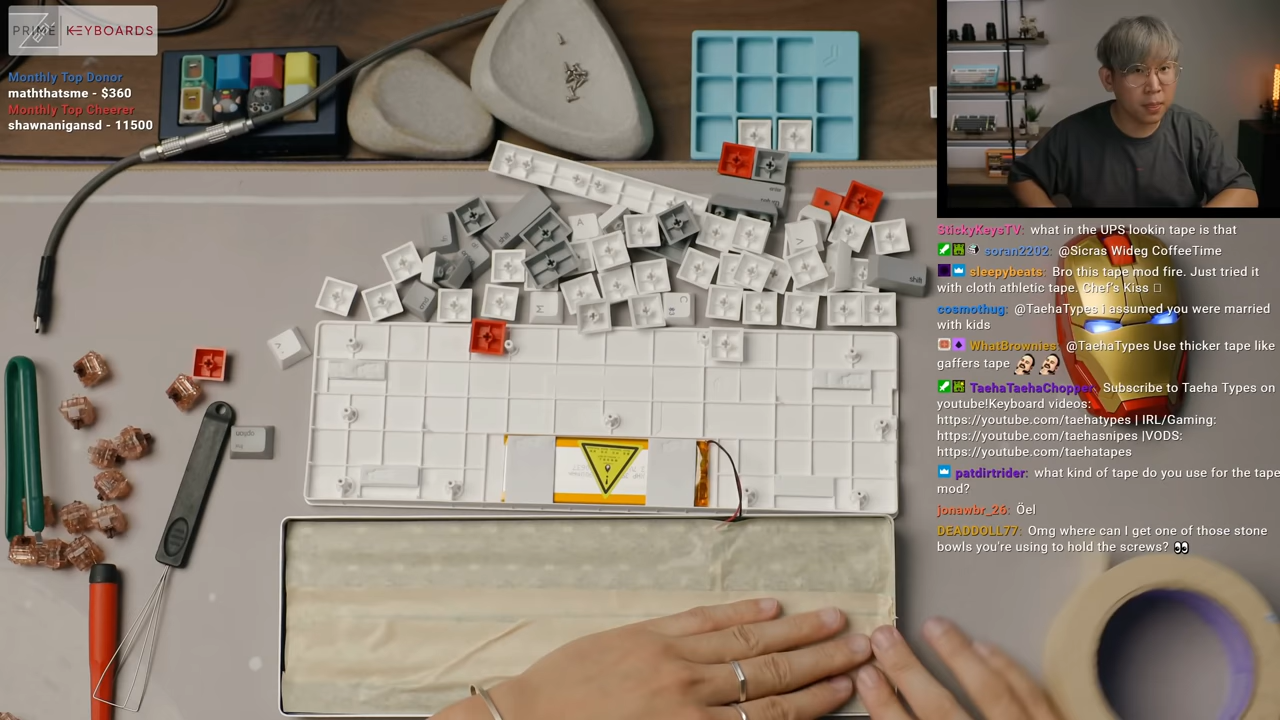 PRIME KEYBOARDS
Monthly Top Donor
maththatsme - $360
Monthly Top Cheerer
shawnanigansd - 11500
StickyKeysTV: what in the UPS lookin tape is that
soran2202: @Sicras Wideg CoffeeTime
sleepybeats: Bro this tape mod fire. Just tried it
with cloth athletic tape. Chef's Kiss
cosmothug: @TaehaTypes i assumed you were married
with kids
WhatBrownies: @TaehaTypes Use thicker tape like
gaffers tape
TaehaTaehaChopper: Subscribe to Taeha Types on
youtube!Keyboard videos:
https://youtube.com/taehatypes | IRL/Gaming:
https://youtube.com/taehasnipes |VODS:
https://youtube.com/taehatapes
patdirtrider: what kind of tape do you use for the tape
mod?
jonawbr_26: Öel
DEADDOLL77: Omg where can I get one of those stone
bowls you're using to hold the screws? 👀
shift
shift